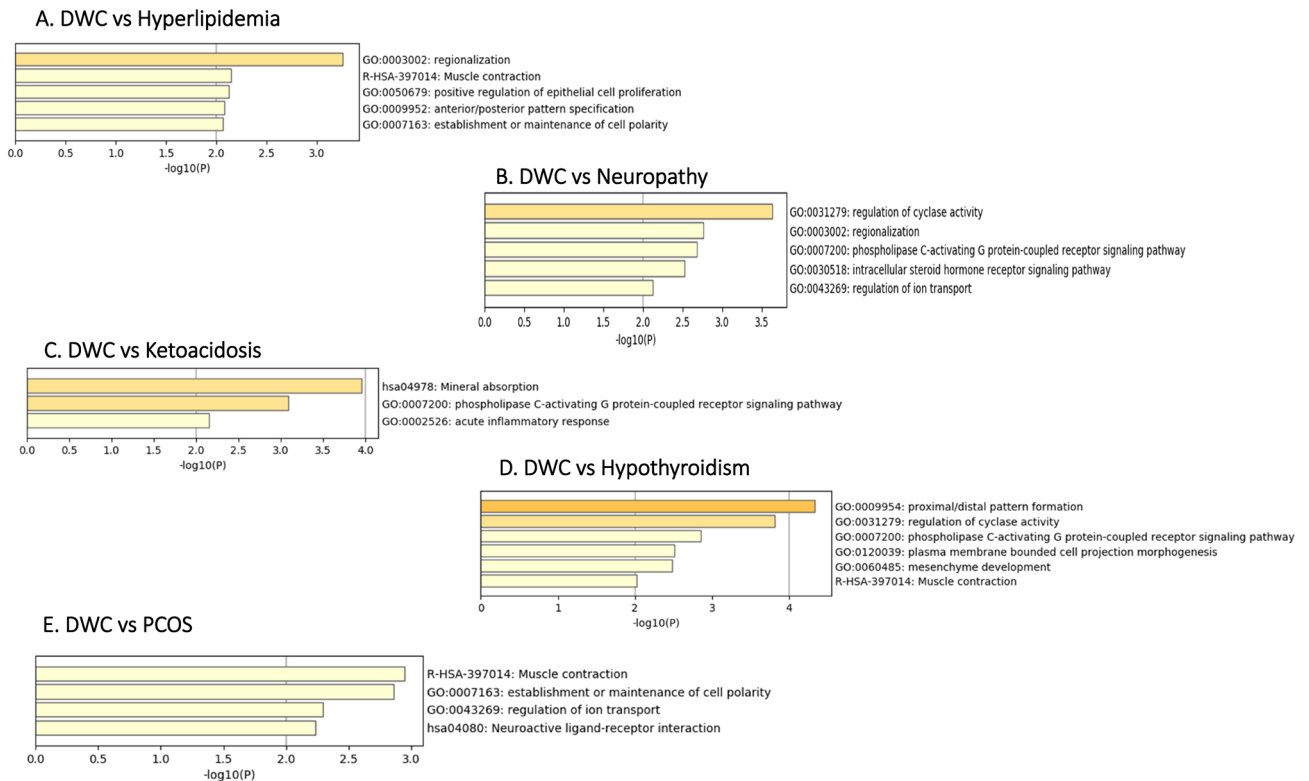 A. DWC vs Hyperlipidemia
GO:0003002: regionalization
R-HSA-397014: Muscle contraction
GO:0050679: positive regulation of epithelial cell proliferation
GO:0009952: anterior/posterior pattern specification
GO:0007163: establishment or maintenance of cell polarity
0.0 0.5 1.0 1.5 2.0 2.5 3.0
-log10(P)
B. DWC vs Neuropathy
GO:0031279: regulation of cyclase activity
GO:0003002: regionalization
GO:0007200: phospholipase C-activating G protein-coupled receptor signaling pathway
GO:0030518: intracellular steroid hormone receptor signaling pathway
GO:0043269: regulation of ion transport
0.0 0.5 1.0 1.5 2.0 2.5 3.0 3.5
-log10(P)
C. DWC vs Ketoacidosis
hsa04978: Mineral absorption
GO:0007200: phospholipase C-activating G protein-coupled receptor signaling pathway
GO:0002526: acute inflammatory response
0.0 0.5 1.0 1.5 2.0 2.5 3.0 3.5 4.0
-log10(P)
D. DWC vs Hypothyroidism
GO:0009954: proximal/distal pattern formation
GO:0031279: regulation of cyclase activity
GO:0007200: phospholipase C-activating G protein-coupled receptor signaling pathway
GO:0120039: plasma membrane bounded cell projection morphogenesis
GO:0060485: mesenchyme development
R-HSA-397014: Muscle contraction
0 1 2 3 4
-log10(P)
E. DWC vs PCOS
R-HSA-397014: Muscle contraction
GO:0007163: establishment or maintenance of cell polarity
GO:0043269: regulation of ion transport
hsa04080: Neuroactive ligand-receptor interaction
0.0 0.5 1.0 1.5 2.0 2.5 3.0
-log10(P)